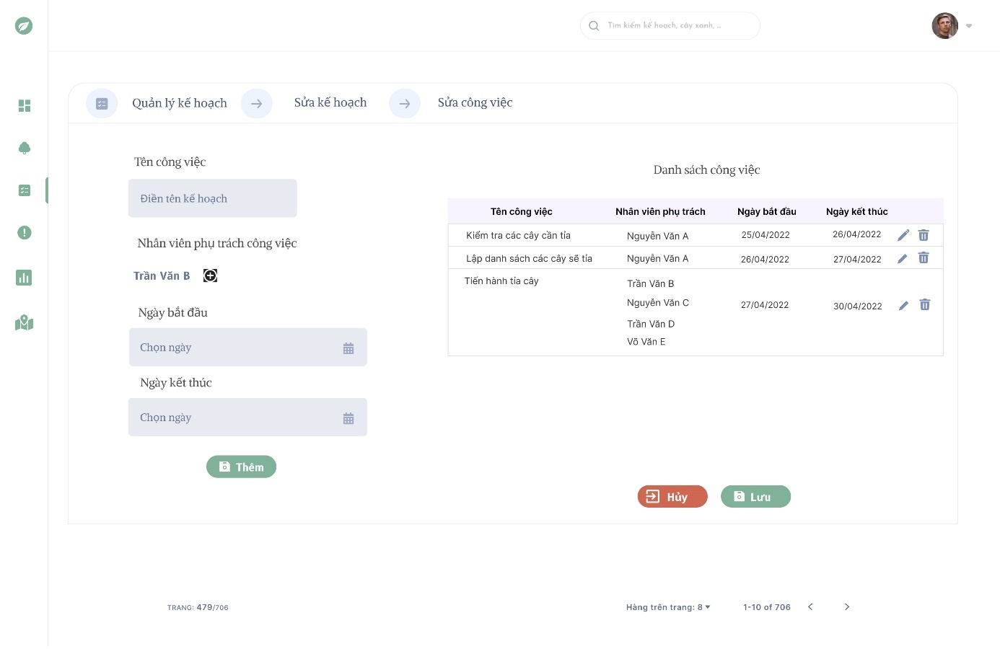 Tìm kiếm kế hoạch, cây xanh, ...
Quản lý kế hoạch
Sửa kế hoạch
Sửa công việc
Tên công việc
Điền tên kế hoạch
Nhân viên phụ trách công việc
Trần Văn B
Ngày bắt đầu
Chọn ngày
Ngày kết thúc
Chọn ngày
Thêm
Danh sách công việc
Tên công việc Nhân viên phụ trách Ngày bắt đầu Ngày kết thúc
Kiểm tra các cây cần tỉa Nguyễn Văn A 25/04/2022 26/04/2022
Lập danh sách các cây sẽ tỉa Nguyễn Văn A 26/04/2022 27/04/2022
Tiến hành tỉa cây Trần Văn B
Nguyễn Văn C 27/04/2022 30/04/2022
Trần Văn D
Võ Văn E
Hủy Lưu
TRANG: 479/706 Hàng trên trang: 8 1-10 of 706